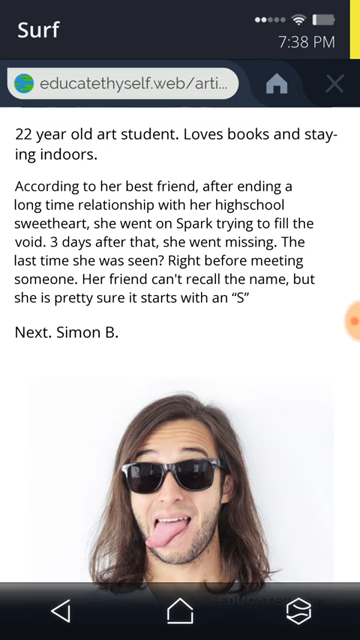 Surf
7:38 PM
educatethyself.web/arti...
22 year old art student. Loves books and stay-
ing indoors.
According to her best friend, after ending a
long time relationship with her highschool
sweetheart, she went on Spark trying to fill the
void. 3 days after that, she went missing. The
last time she was seen? Right before meeting
someone. Her friend can't recall the name, but
she is pretty sure it starts with an “S”
Next. Simon B.